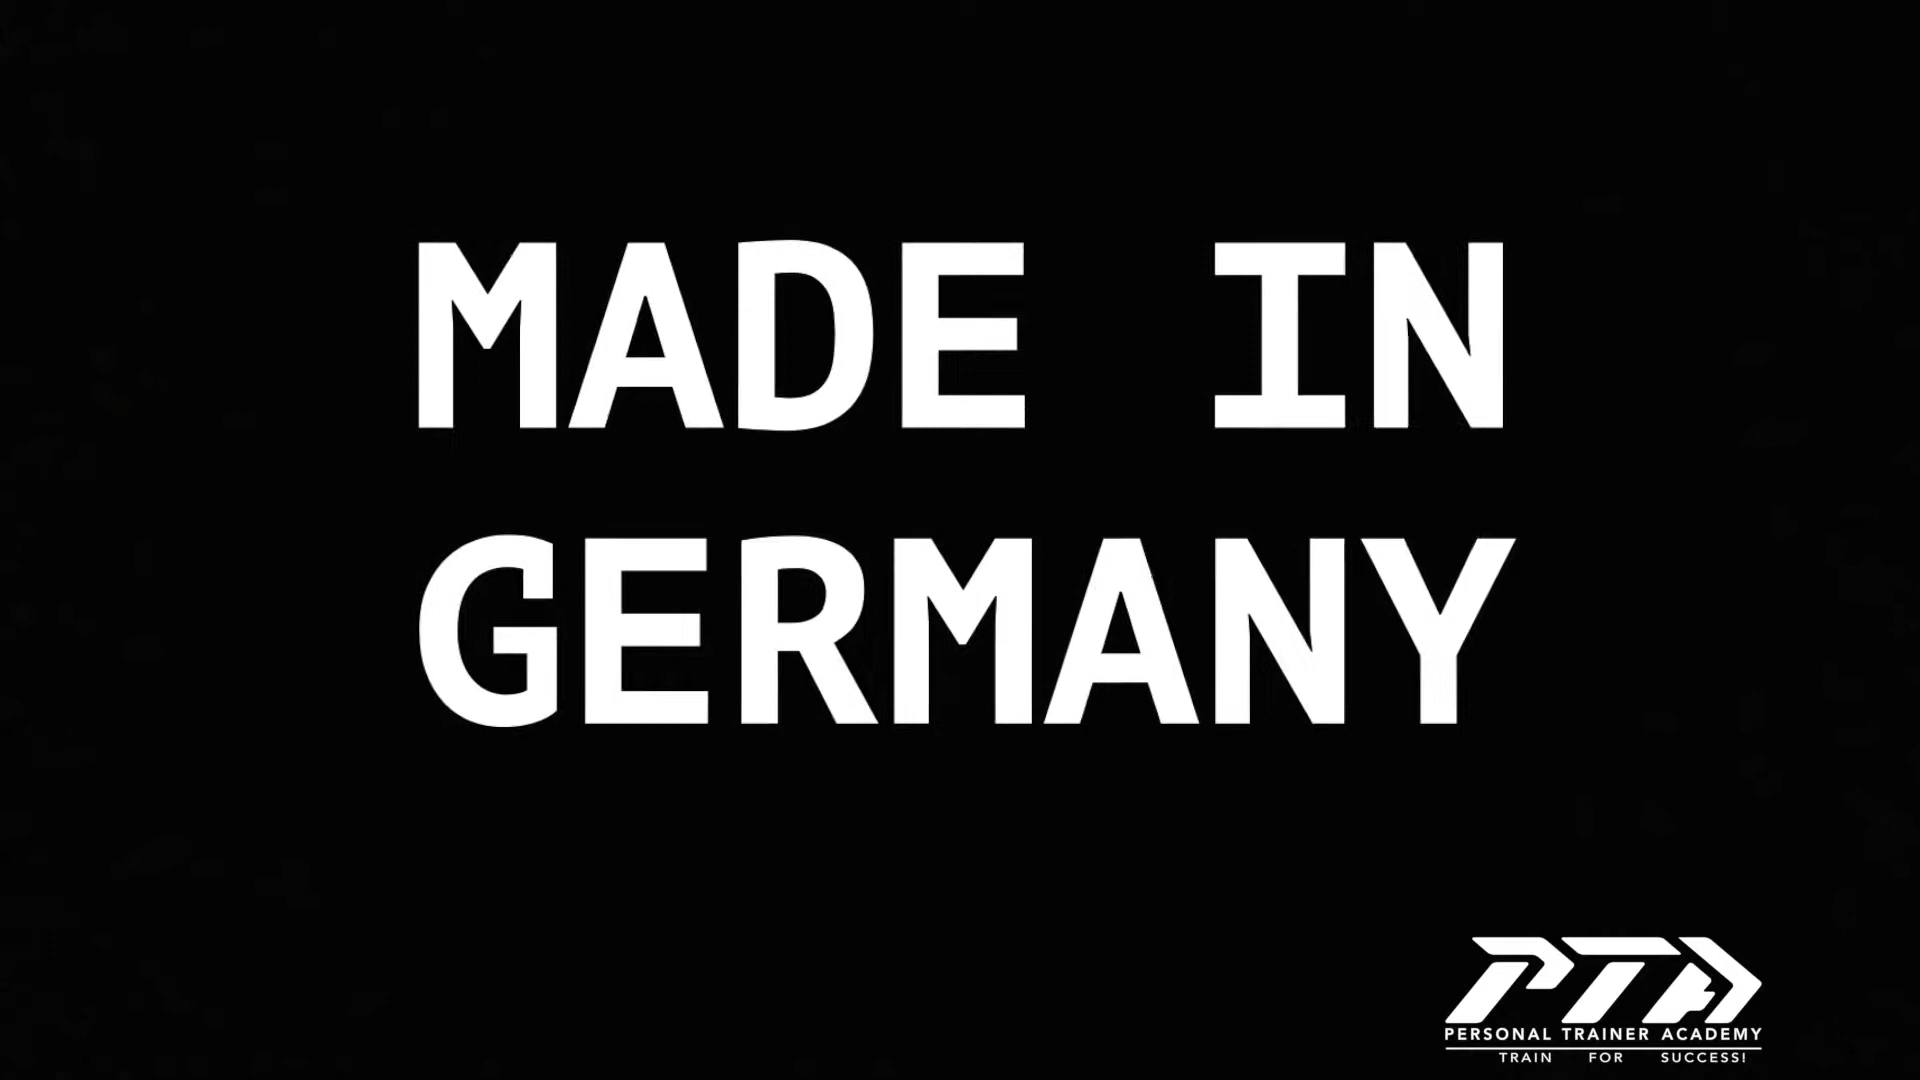 MADE IN
GERMANY
PTA
PERSONAL TRAINER ACADEMY
TRAIN FOR SUCCESS!